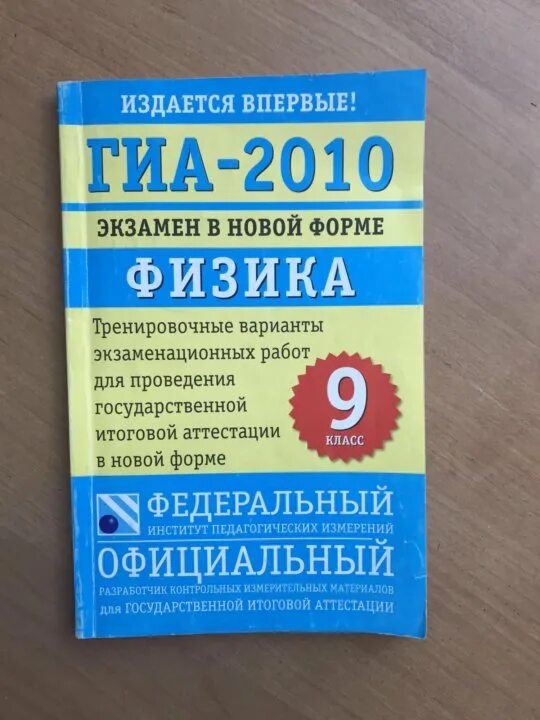 ИЗДАЕТСЯ ВПЕРВЫЕ!
ГИА-2010
ЭКЗАМЕН В НОВОЙ ФОРМЕ
ФИЗИКА
Тренировочные варианты
экзаменационных работ
для проведения
государственной
итоговой аттестации
в новой форме
9
КЛАСС
ФЕДЕРАЛЬНЫЙ
ИНСТИТУТ ПЕДАГОГИЧЕСКИХ ИЗМЕРЕНИЙ
ОФИЦИАЛЬНЫЙ
РАЗРАБОТЧИК КОНТРОЛЬНЫХ ИЗМЕРИТЕЛЬНЫХ МАТЕРИАЛОВ
для ГОСУДАРСТВЕННОЙ ИТОГОВОЙ АТТЕСТАЦИИ